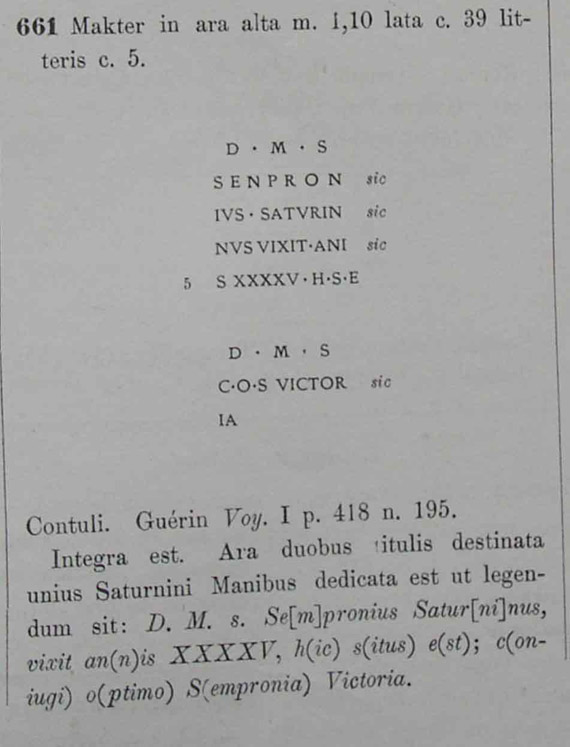 661 Makter in ara alta m. 1,10 lata c. 39 lit-
teris c. 5.
D · M · S
SENPRON sic
IVS · SATVRIN sic
NVS VIXIT·ANI sic
5 S XXXXV·H·S·E
D · M · S
C·O·S VICTOR sic
IA
Contuli. Guérin Voy. I p. 418 n. 195.
Integra est. Ara duobus titulis destinata
unius Saturnini Manibus dedicata est ut legen-
dum sit: D. M. s. Se[m]pronius Satur[ni]nus,
vixit an(n)is XXXXV, h(ic) s(itus) e(st); c(on-
iugi) o(ptimo) S(empronia) Victoria.